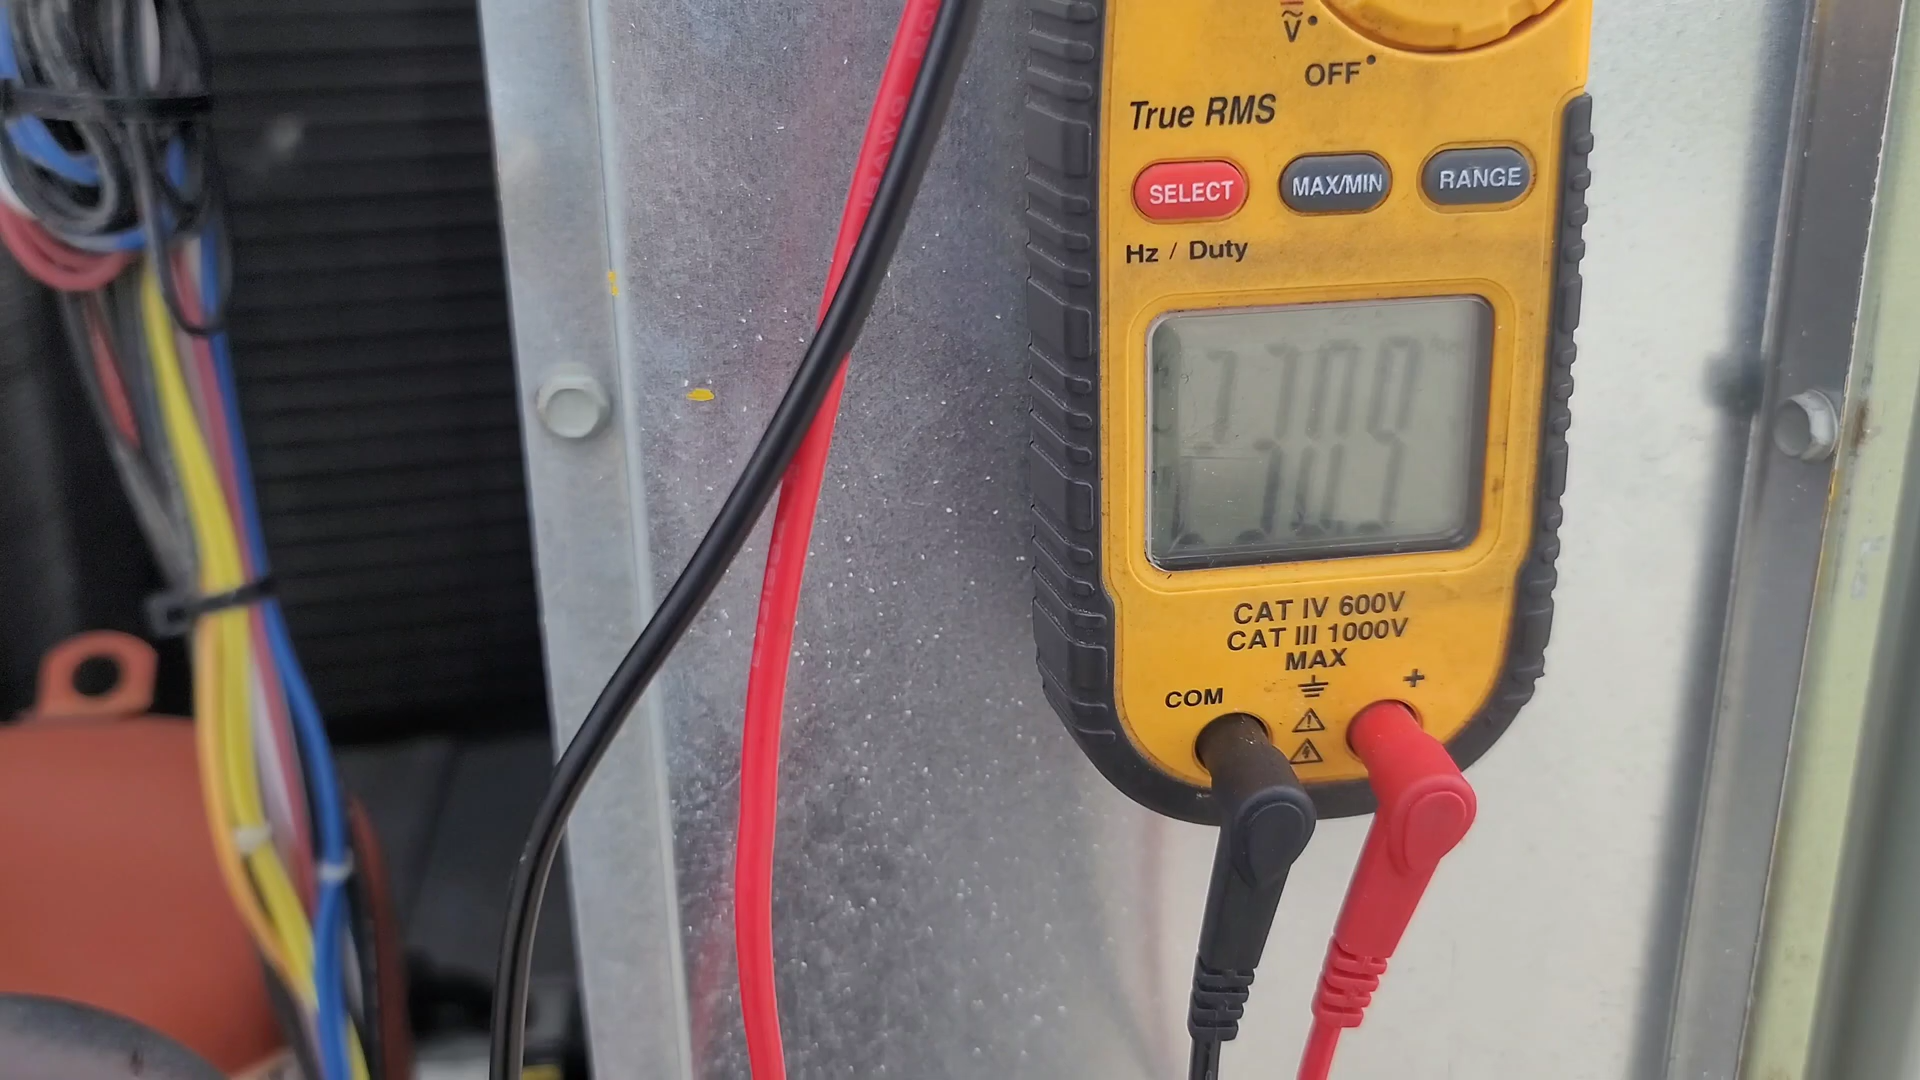 V
OFF
True RMS
SELECT
MAX/MIN
RANGE
Hz / Duty
CAT IV 600V
CAT III 1000V
MAX
COM
+